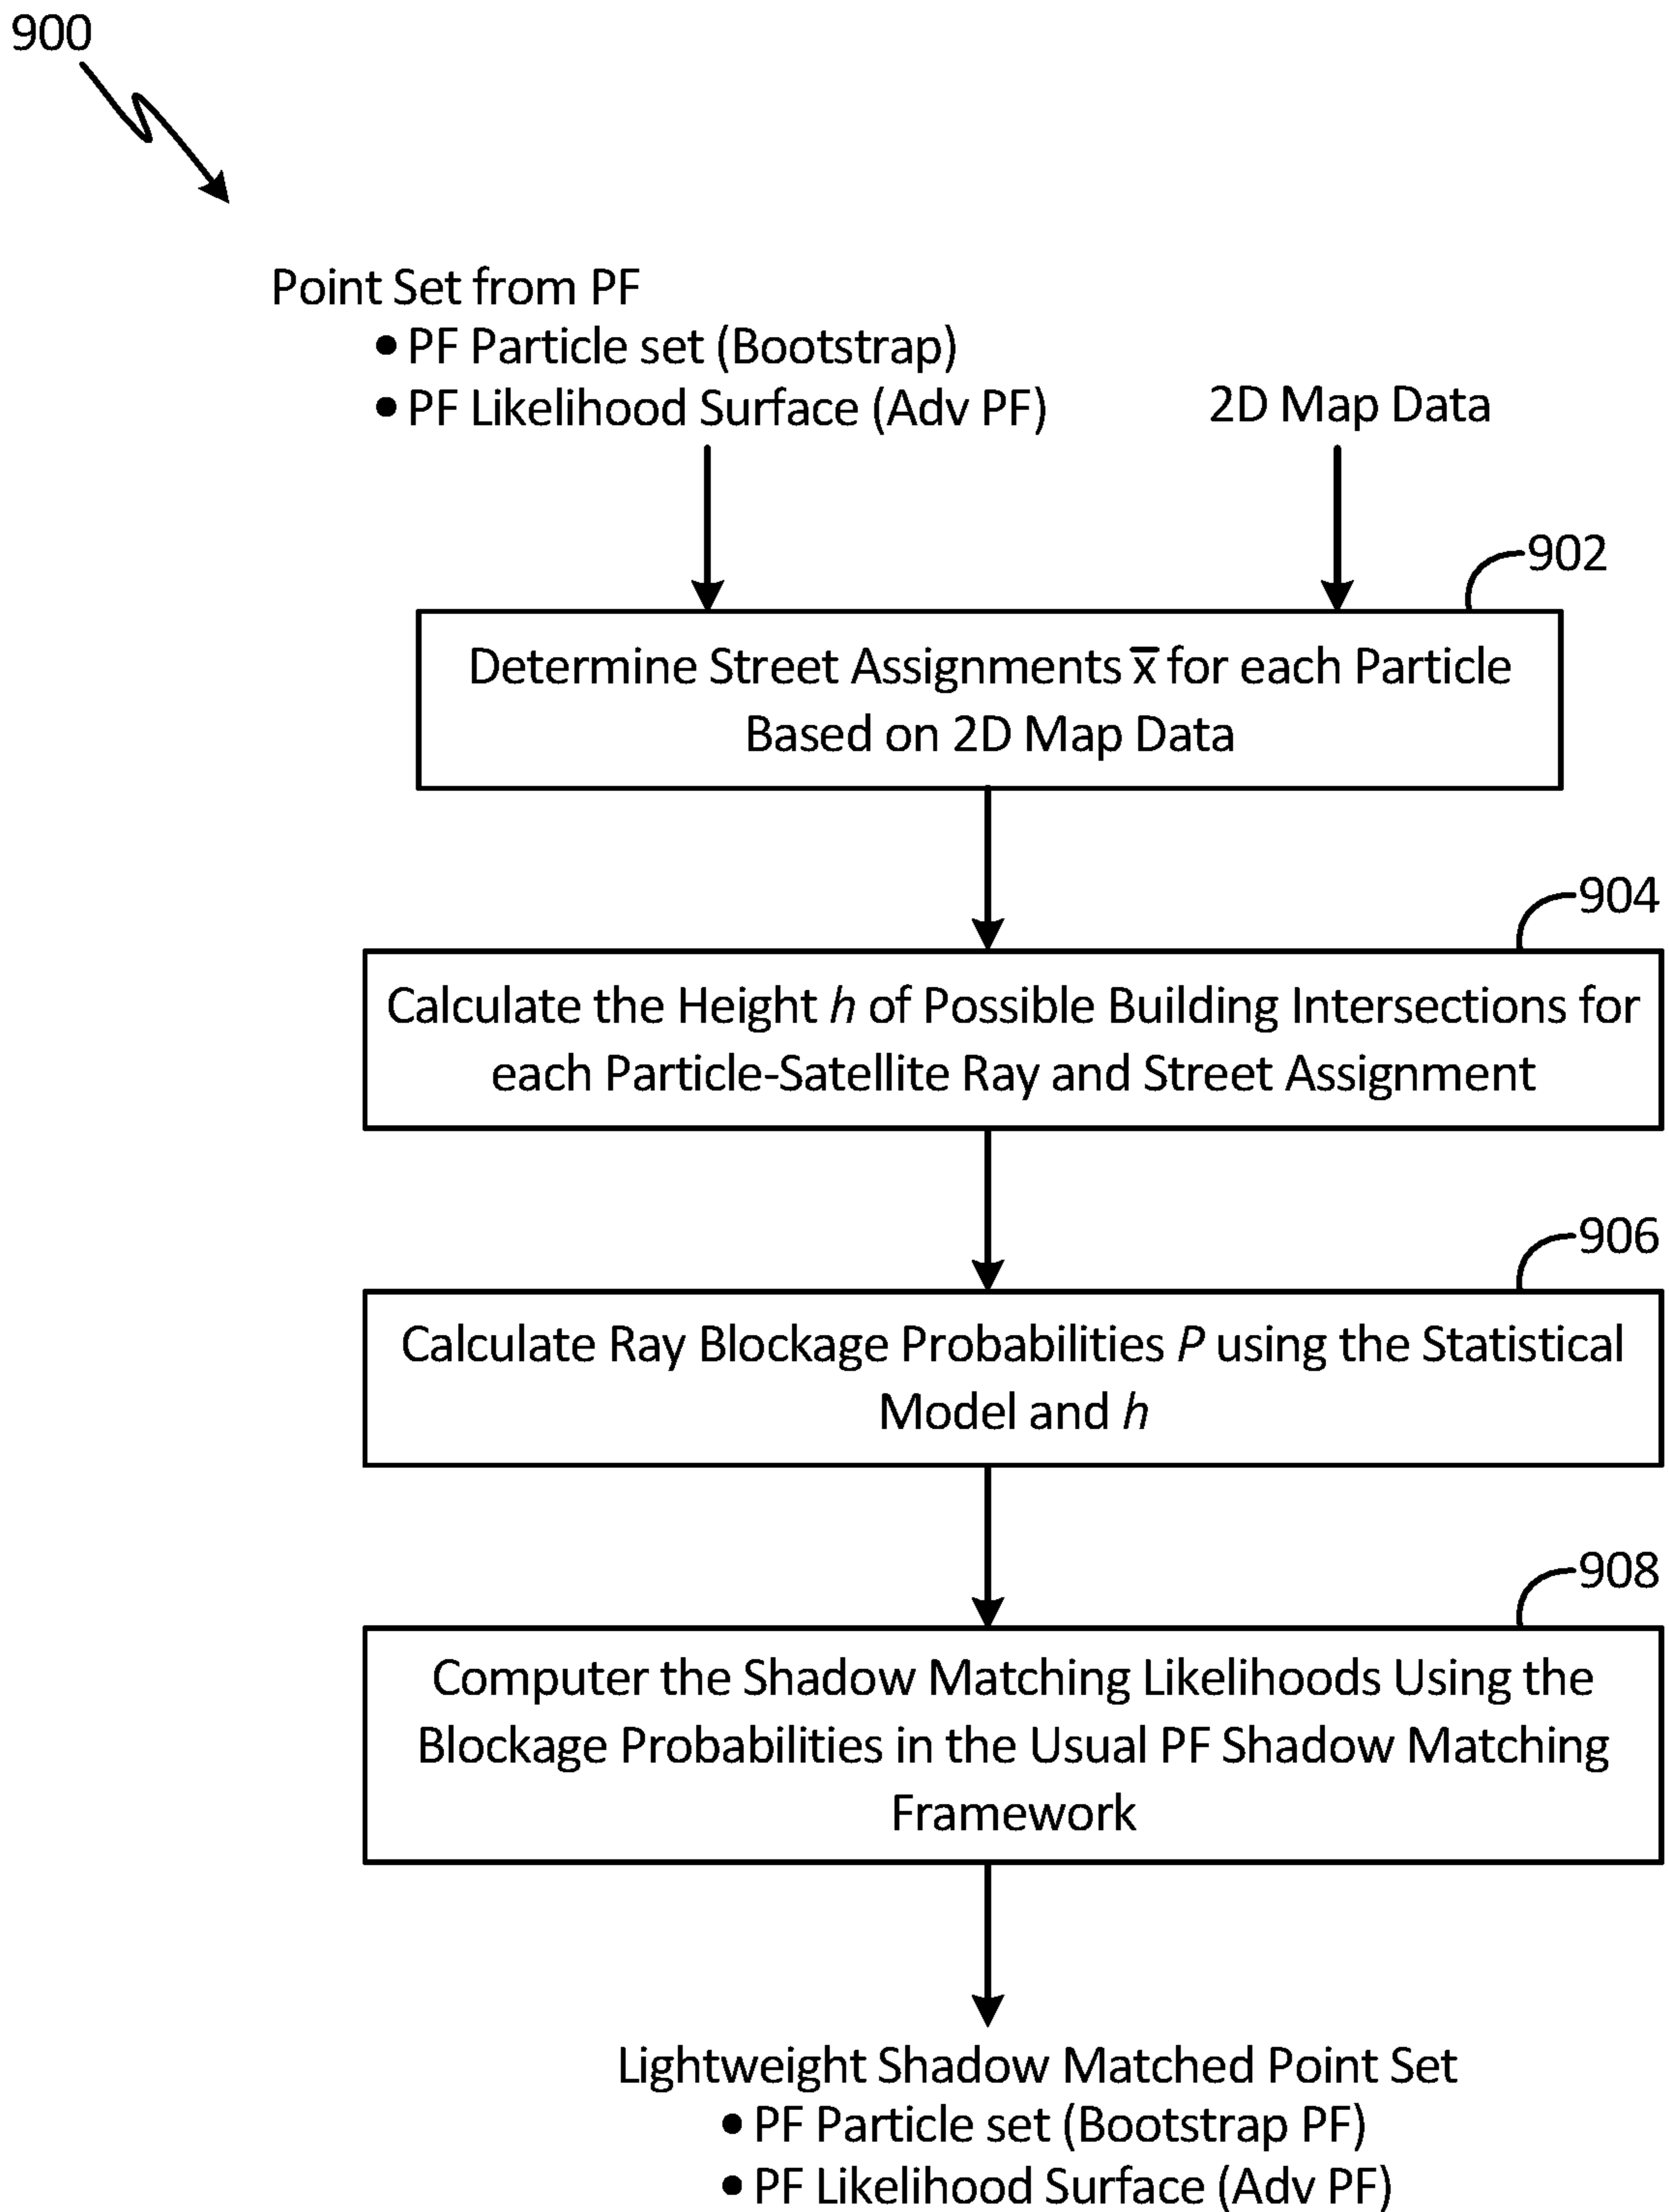 900
Point Set from PF
• PF Particle set (Bootstrap)
• PF Likelihood Surface (Adv PF)
2D Map Data
902
Determine Street Assignments x̅ for each Particle
Based on 2D Map Data
904
Calculate the Height h of Possible Building Intersections for
each Particle-Satellite Ray and Street Assignment
906
Calculate Ray Blockage Probabilities P using the Statistical
Model and h
908
Computer the Shadow Matching Likelihoods Using the
Blockage Probabilities in the Usual PF Shadow Matching
Framework
Lightweight Shadow Matched Point Set
• PF Particle set (Bootstrap PF)
• PF Likelihood Surface (Adv PF)